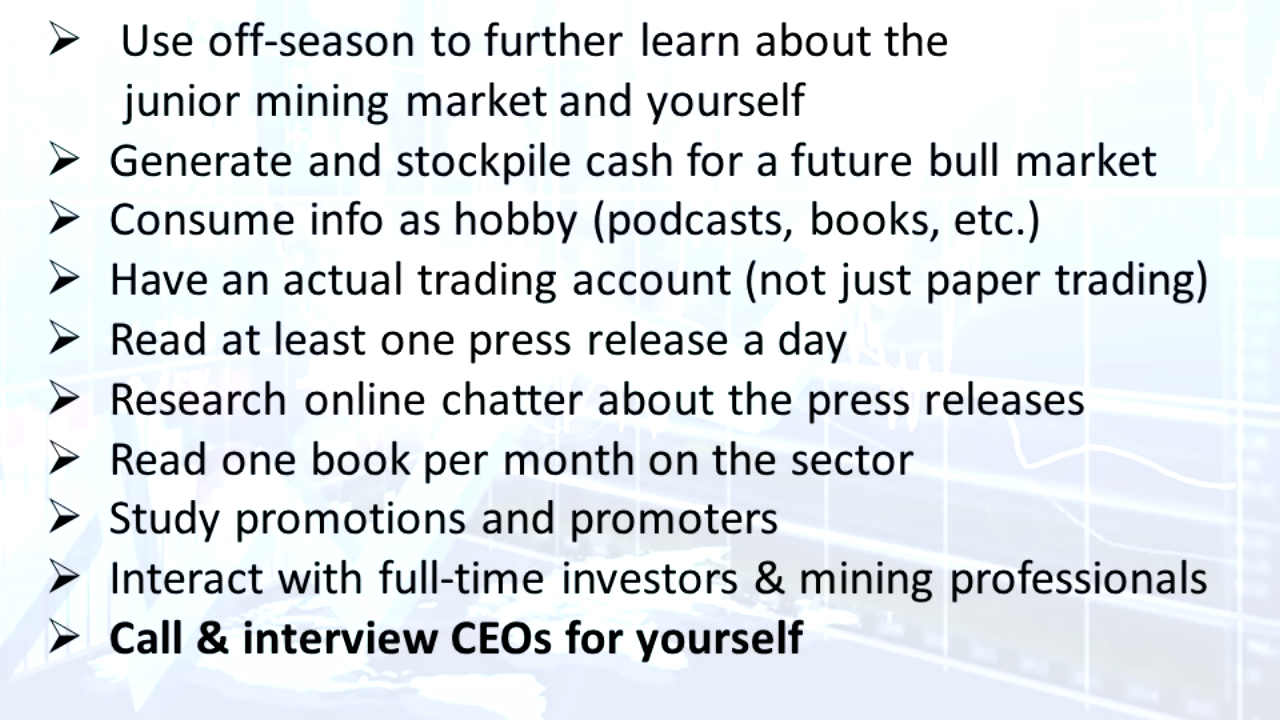 ➢ Use off-season to further learn about the
junior mining market and yourself
➢ Generate and stockpile cash for a future bull market
➢ Consume info as hobby (podcasts, books, etc.)
➢ Have an actual trading account (not just paper trading)
➢ Read at least one press release a day
➢ Research online chatter about the press releases
➢ Read one book per month on the sector
➢ Study promotions and promoters
➢ Interact with full-time investors & mining professionals
➢ Call & interview CEOs for yourself